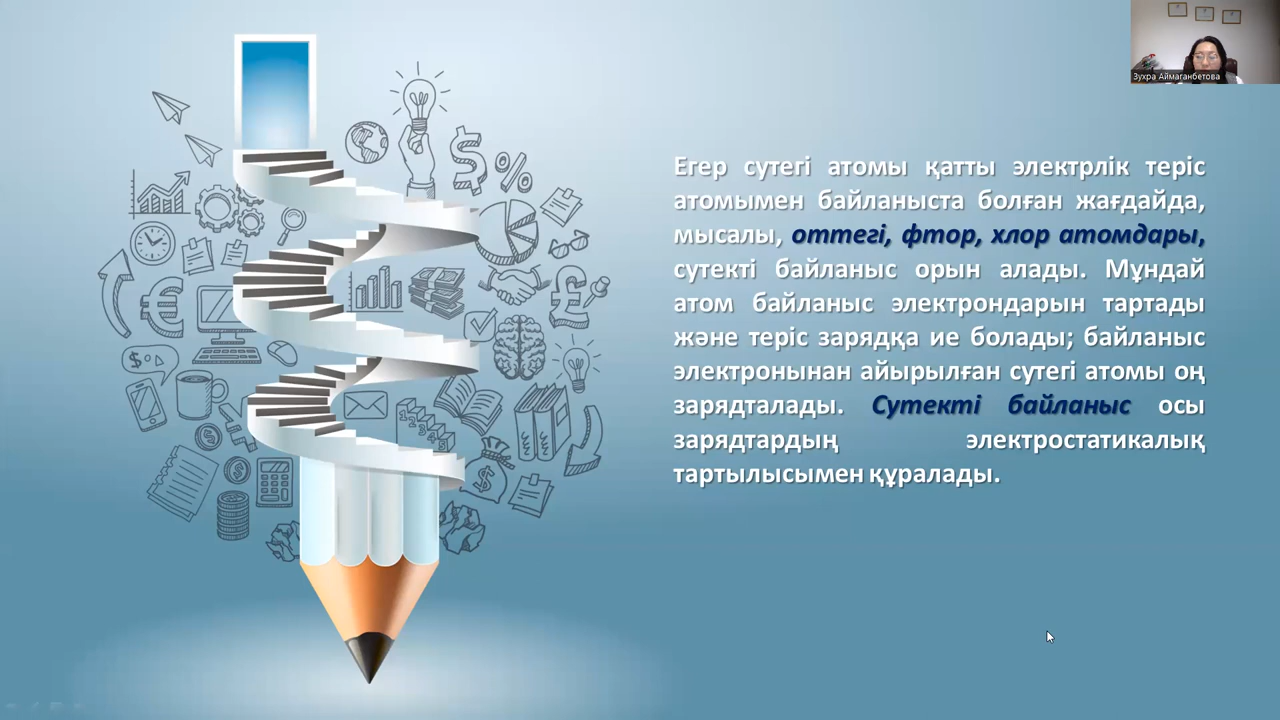 Зухра Аймаганбетова
Егер сутегі атомы қатты электрлік теріс
атомымен байланыста болған жағдайда,
мысалы, оттегі, фтор, хлор атомдары,
сутекті байланыс орын алады. Мұндай
атом байланыс электрондарын тартады
және теріс зарядқа ие болады; байланыс
электронынан айырылған сутегі атомы оң
зарядталады. Сутекті байланыс осы
зарядтардың электростатикалық
тартылысымен құралады.